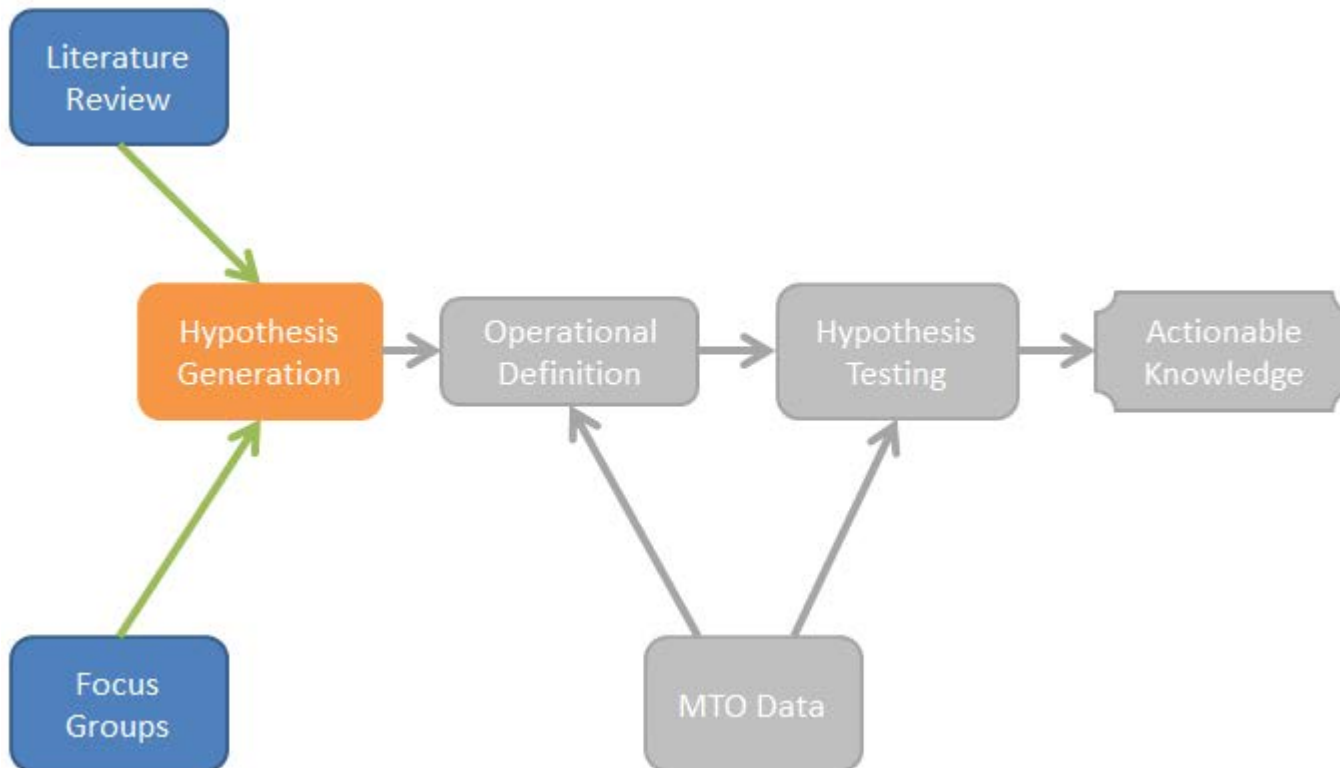 Literature
Review
Hypothesis
Generation
Operational
Definition
Hypothesis
Testing
Actionable
Knowledge
Focus
Groups
MTO Data